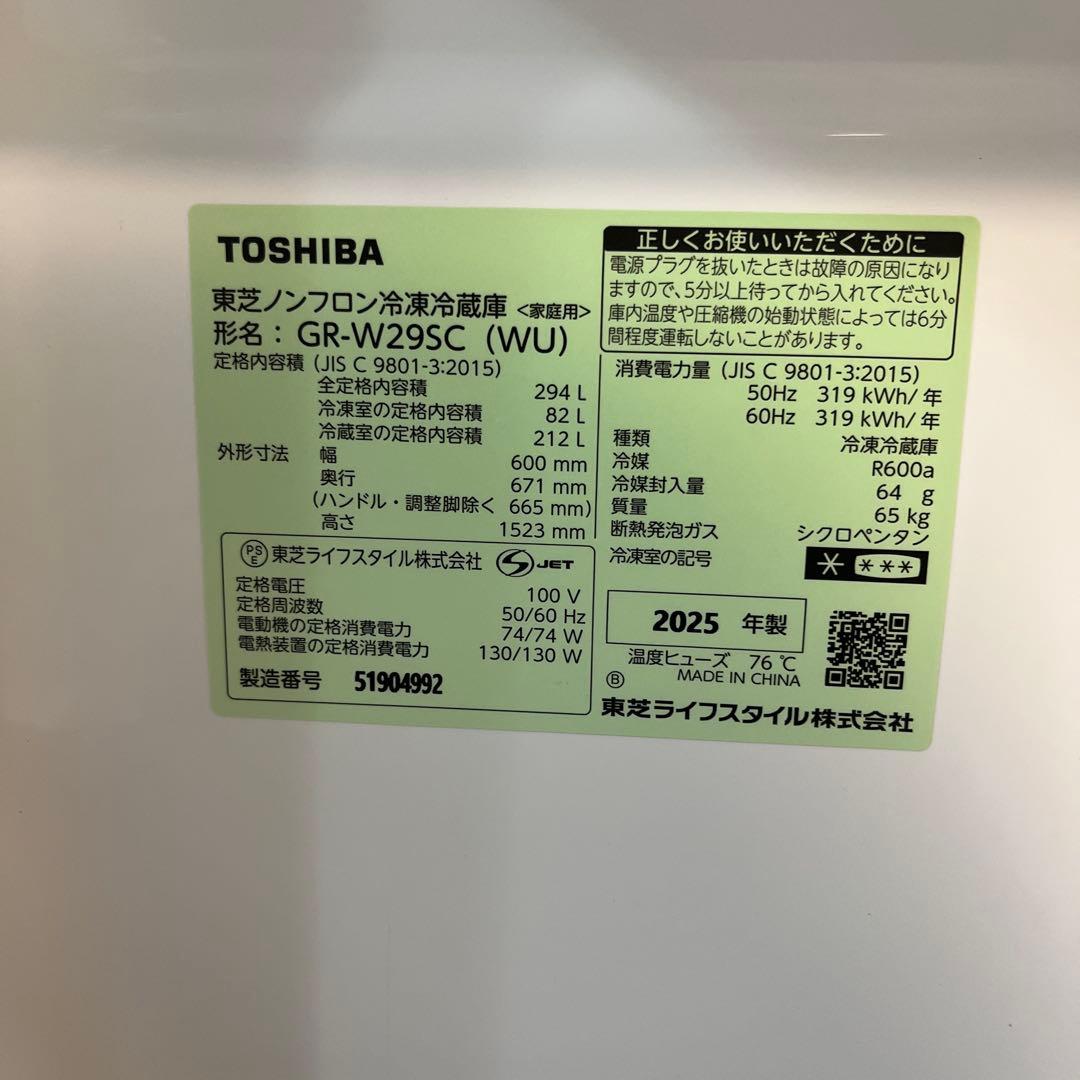 TOSHIBA
東芝ノンフロン冷凍冷蔵庫 <家庭用>
形名： GR-W29SC (WU)
定格内容積 (JIS C 9801-3:2015)
全定格内容積 294 L
冷凍室の定格内容積 82 L
冷蔵室の定格内容積 212 L
外形寸法 幅 600 mm
奥行 671 mm
(ハンドル・調整脚除く 665 mm)
高さ 1523 mm
PSE 東芝ライフスタイル株式会社 S JET
定格電圧 100 V
定格周波数 50/60 Hz
電動機の定格消費電力 74/74 W
電熱装置の定格消費電力 130/130 W
製造番号 51904992
正しくお使いいただくために
電源プラグを抜いたときは故障の原因になり
ますので、5分以上待ってから入れてください。
庫内温度や圧縮機の始動状態によっては6分
間程度運転しないことがあります。
消費電力量 (JIS C 9801-3:2015)
50Hz 319 kWh/年
60Hz 319 kWh/年
種類 冷凍冷蔵庫
冷媒 R600a
冷媒封入量 64 g
質量 65 kg
断熱発泡ガス シクロペンタン
冷凍室の記号 * ***
2025 年製
温度ヒューズ 76 ℃
Ⓑ MADE IN CHINA
東芝ライフスタイル株式会社